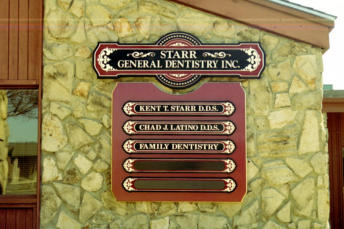 STARR
GENERAL DENTISTRY INC.
KENT T. STARR D.D.S.
CHAD J. LATINO D.D.S.
FAMILY DENTISTRY